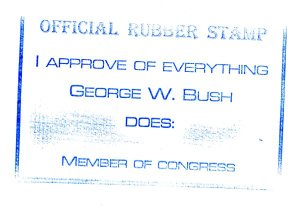 OFFICIAL RUBBER STAMP
I APPROVE OF EVERYTHING
GEORGE W. BUSH
DOES:
MEMBER OF CONGRESS